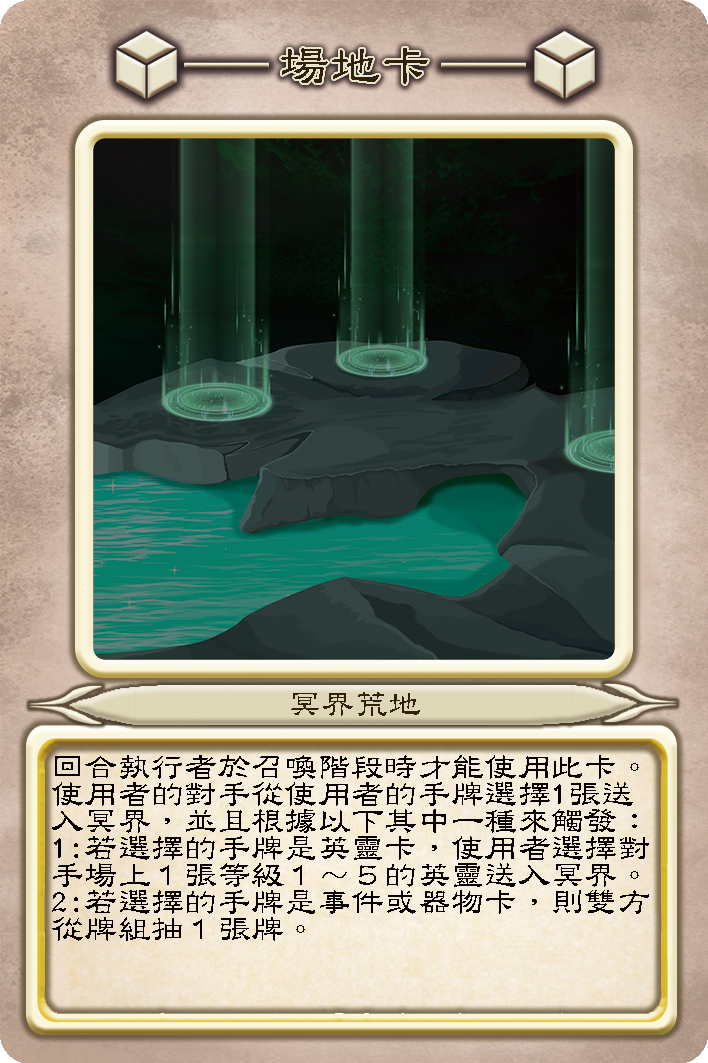 場地卡
冥界荒地
回合執行者於召喚階段時才能使用此卡。
使用者的對手從使用者的手牌選擇1張送
入冥界，並且根據以下其中一種來觸發：
1:若選擇的手牌是英靈卡，使用者選擇對
手場上１張等級１～５的英靈送入冥界。
2:若選擇的手牌是事件或器物卡，則雙方
從牌組抽１張牌。